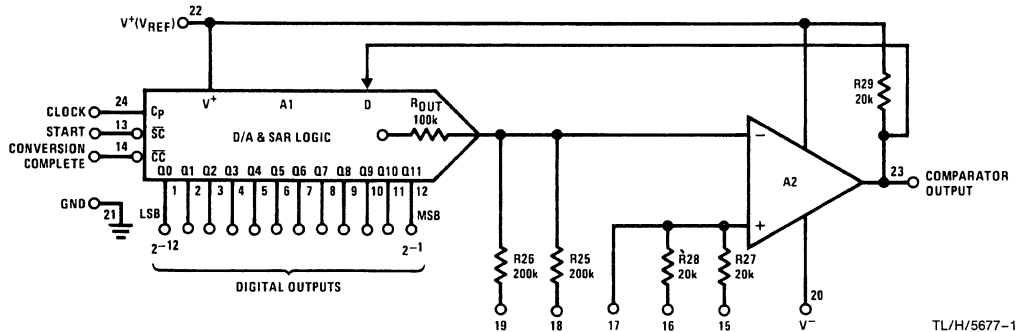 22
V+(VREF)
24
CLOCK
CP
V+
A1
D
ROUT
100k
R29
20k
13
START
SC
D/A & SAR LOGIC
CONVERSION
COMPLETE
14
CC
Q0 Q1 Q2 Q3 Q4 Q5 Q6 Q7 Q8 Q9 Q10 Q11
1 2 3 4 5 6 7 8 9 10 11 12
−
A2
+
23
COMPARATOR
OUTPUT
GND
21
LSB
MSB
2−12
2−1
DIGITAL OUTPUTS
R26
200k
R25
200k
R28
20k
R27
20k
19
18
17
16
15
20
V−
TL/H/5677-1